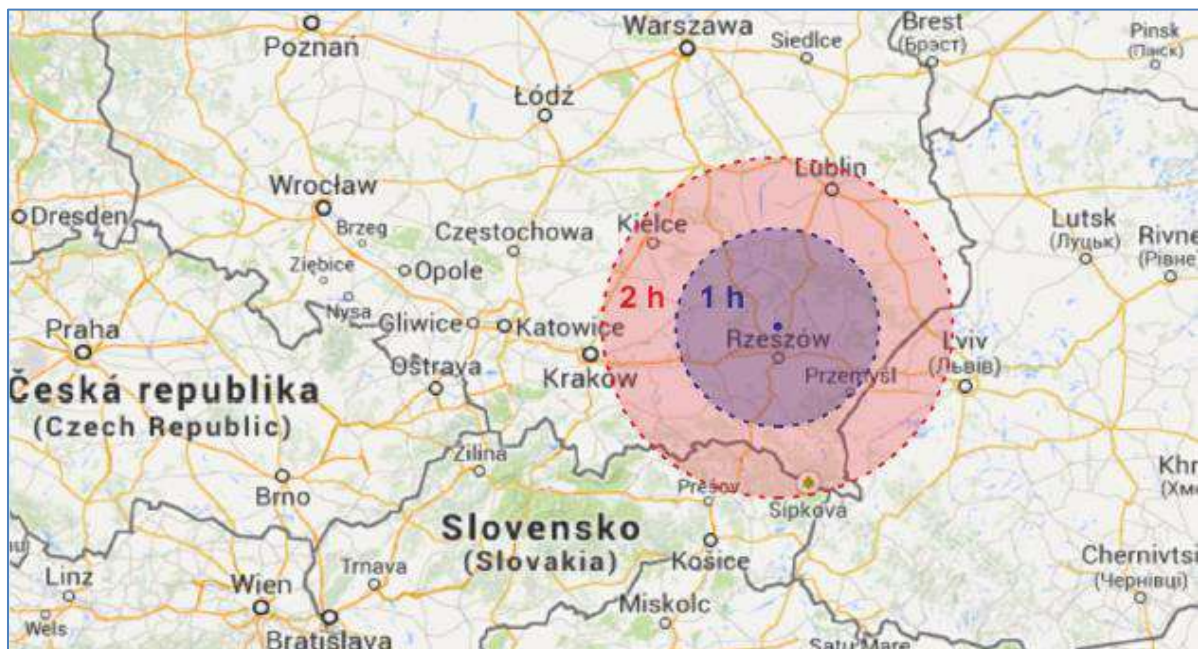 Poznań
Warszawa
Siedlce
Brest
(Брэст)
Pinsk
(Пінск)
Łódź
Lublin
Wrocław
Brzeg
Dresden
Kielce
Częstochowa
Lutsk
(Луцьк)
Rivne
(Рівне)
Ziębice
Opole
Nysa
2 h
1 h
Praha
Gliwice
Katowice
Rzeszów
Lviv
(Львів)
Ostrava
Kraków
Przemyśl
Česká republika
(Czech Republic)
Žilina
Prešov
Sipkova
Khm
(Хме
Brno
Slovensko
(Slovakia)
Košice
Chernivtsi
(Чернівці)
Linz
Wien
Trnava
Miskolc
Wels
Bratislava
Satu Mare